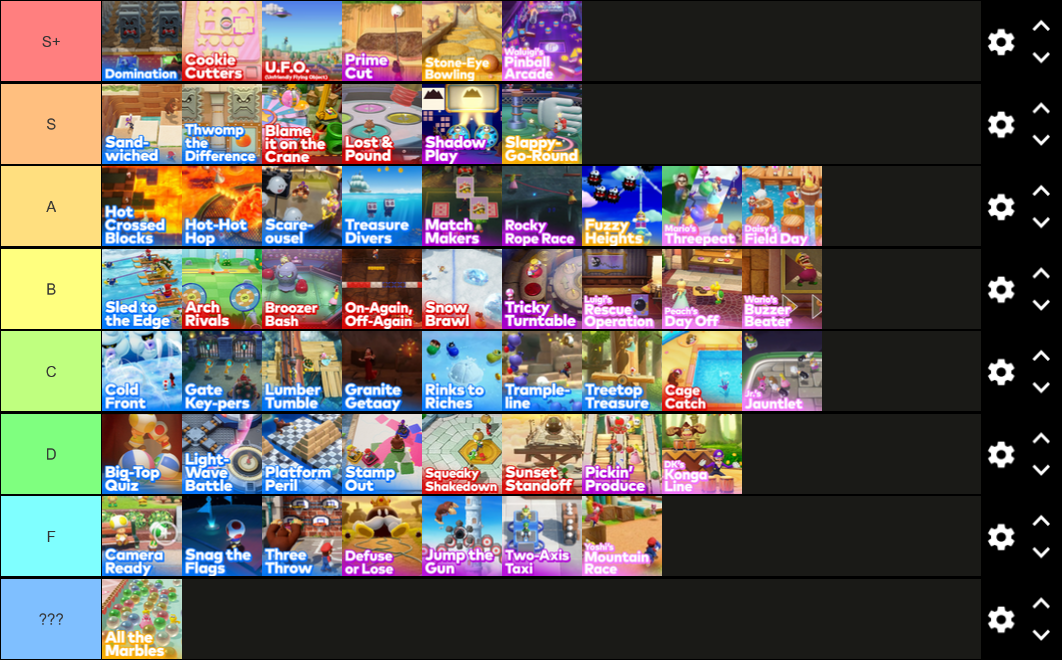 S+
Domination
Cookie
Cutters
U.F.O.
(Unfriendly Flying Object)
Prime
Cut
Stone-Eye
Bowling
Waluigi's
Pinball
Arcade
S
Sand-
wiched
Thwomp
the
Difference
Blame
it on the
Crane
Lost &
Pound
Shadow
Play
Slappy-
Go-Round
A
Hot
Crossed
Blocks
Hot-Hot
Hop
Scare-
ousel
Treasure
Divers
Match
Makers
Rocky
Rope Race
Fuzzy
Heights
Mario's
Threepeat
Daisy's
Field Day
B
Sled to
the Edge
Arch
Rivals
Broozer
Bash
On-Again,
Off-Again
Snow
Brawl
Tricky
Turntable
Luigi's
Rescue
Operation
Peach's
Day Off
Wario's
Buzzer
Beater
C
Cold
Front
Gate
Key-pers
Lumber
Tumble
Granite
Getaay
Rinks to
Riches
Trample-
line
Treetop
Treasure
Cage
Catch
Jr.'s
Jauntlet
D
Big-Top
Quiz
Light-
Wave
Battle
Platform
Peril
Stamp
Out
Squeaky
Shakedown
Sunset
Standoff
Pickin'
Produce
DK's
Konga
Line
F
Camera
Ready
Snag the
Flags
Three
Throw
Defuse
or Lose
Jump the
Gun
Two-Axis
Taxi
Yoshi's
Mountain
Race
???
All the
Marbles